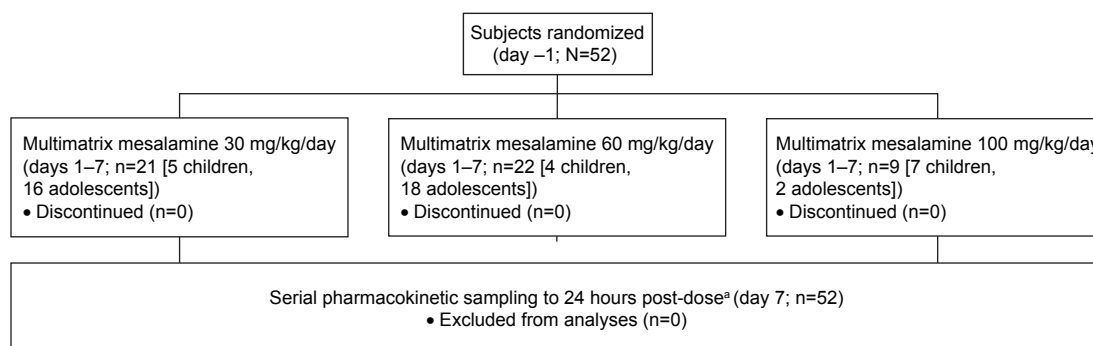 Subjects randomized
(day –1; N=52)
Multimatrix mesalamine 30 mg/kg/day
(days 1–7; n=21 [5 children,
16 adolescents])
• Discontinued (n=0)
Multimatrix mesalamine 60 mg/kg/day
(days 1–7; n=22 [4 children,
18 adolescents])
• Discontinued (n=0)
Multimatrix mesalamine 100 mg/kg/day
(days 1–7; n=9 [7 children,
2 adolescents])
• Discontinued (n=0)
Serial pharmacokinetic sampling to 24 hours post-doseᵃ (day 7; n=52)
• Excluded from analyses (n=0)